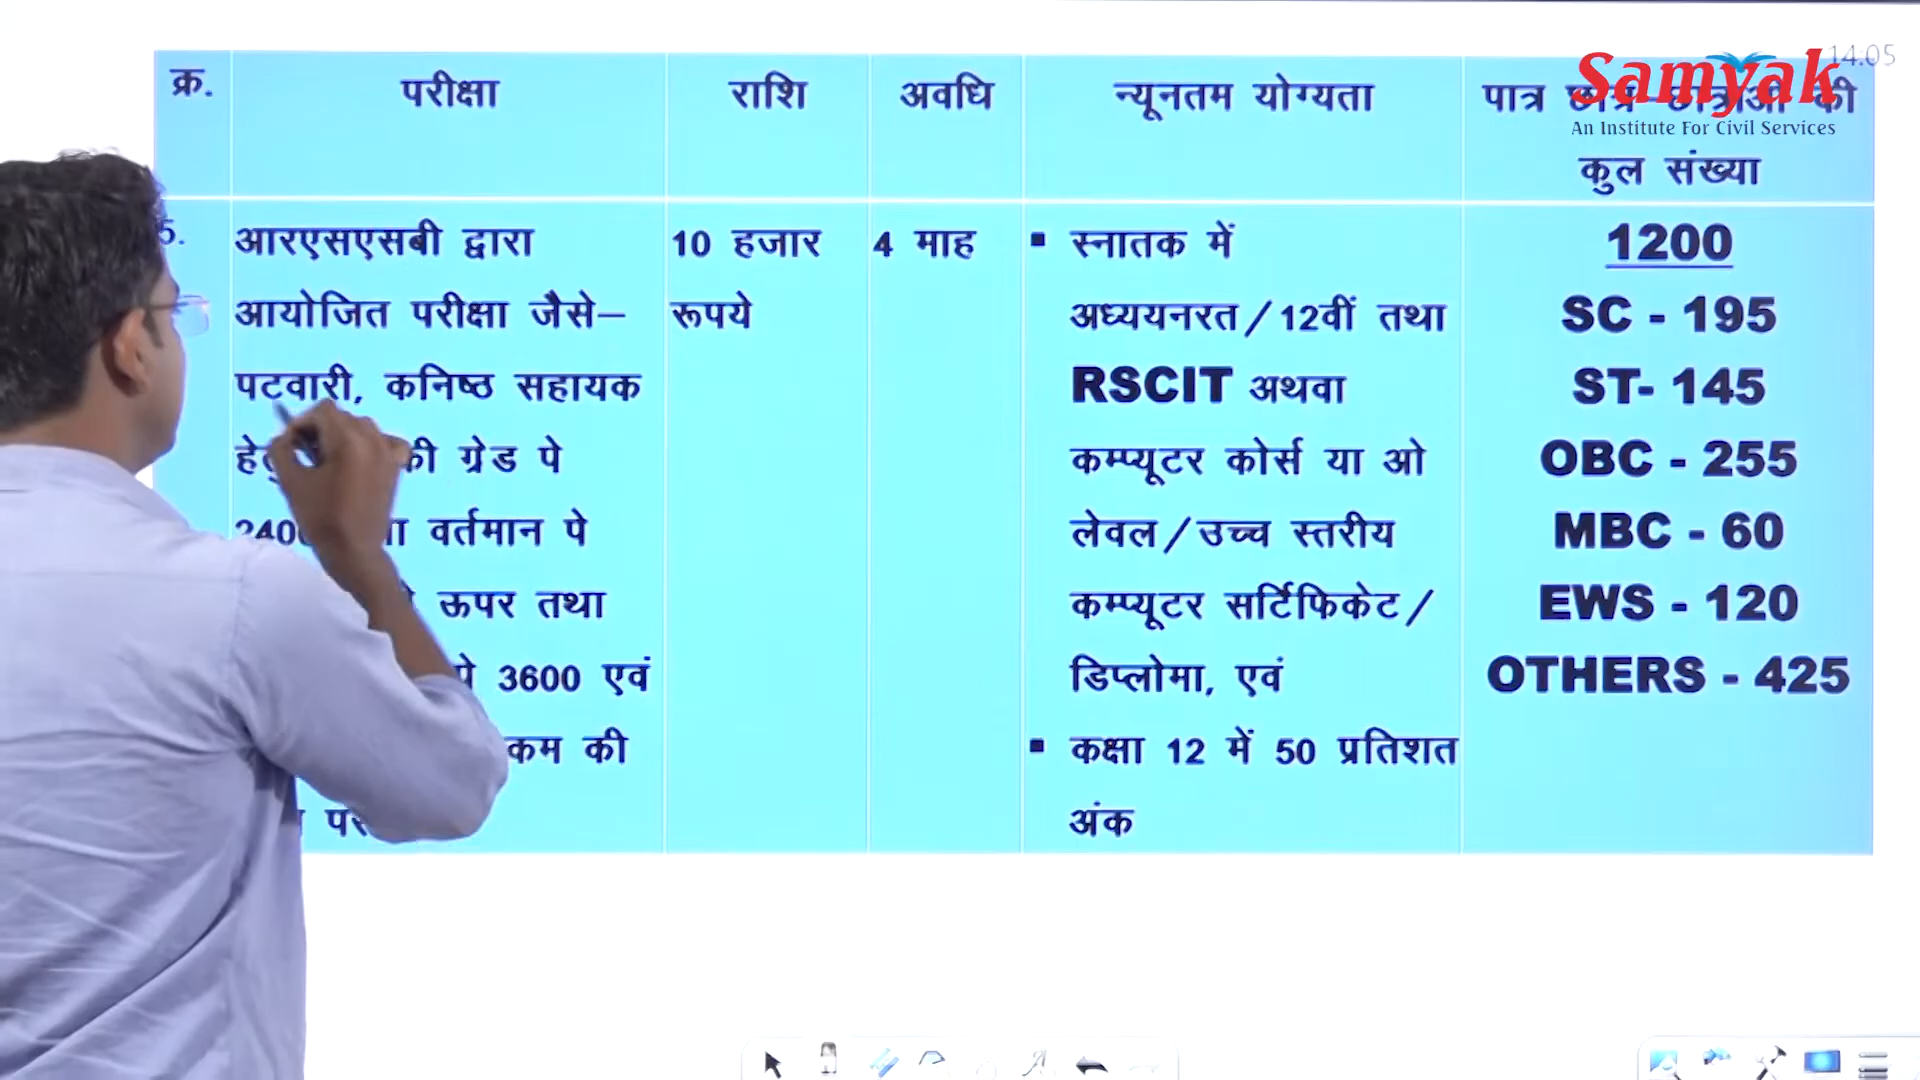 14:05
Samyak
An Institute For Civil Services
क्र. परीक्षा राशि अवधि न्यूनतम योग्यता पात्र छात्र छात्राओं की
कुल संख्या
5. आरएसएसबी द्वारा 10 हजार 4 माह ▪ स्नातक में 1200
आयोजित परीक्षा जैसे– रूपये अध्ययनरत/12वीं तथा SC - 195
पटवारी, कनिष्ठ सहायक RSCIT अथवा ST- 145
ग्रेड पे कम्प्यूटर कोर्स या ओ OBC - 255
वर्तमान पे लेवल/उच्च स्तरीय MBC - 60
ऊपर तथा कम्प्यूटर सर्टिफिकेट/ EWS - 120
पे 3600 एवं डिप्लोमा, एवं OTHERS - 425
कम की ▪ कक्षा 12 में 50 प्रतिशत
अंक